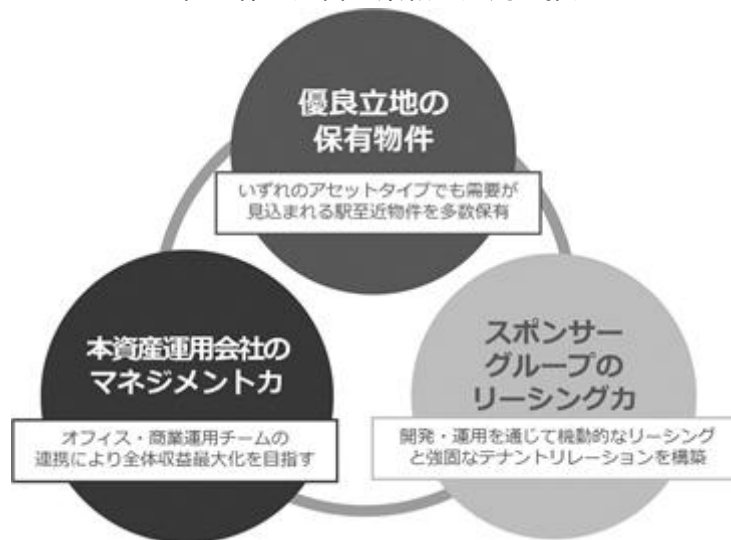 優良立地の
保有物件
いずれのアセットタイプでも需要が
見込まれる駅至近物件を多数保有
本資産運用会社の
マネジメント力
オフィス・商業運用チームの
連携により全体収益最大化を目指す
スポンサー
グループの
リーシング力
開発・運用を通じて機動的なリーシング
と強固なテナントリレーションを構築